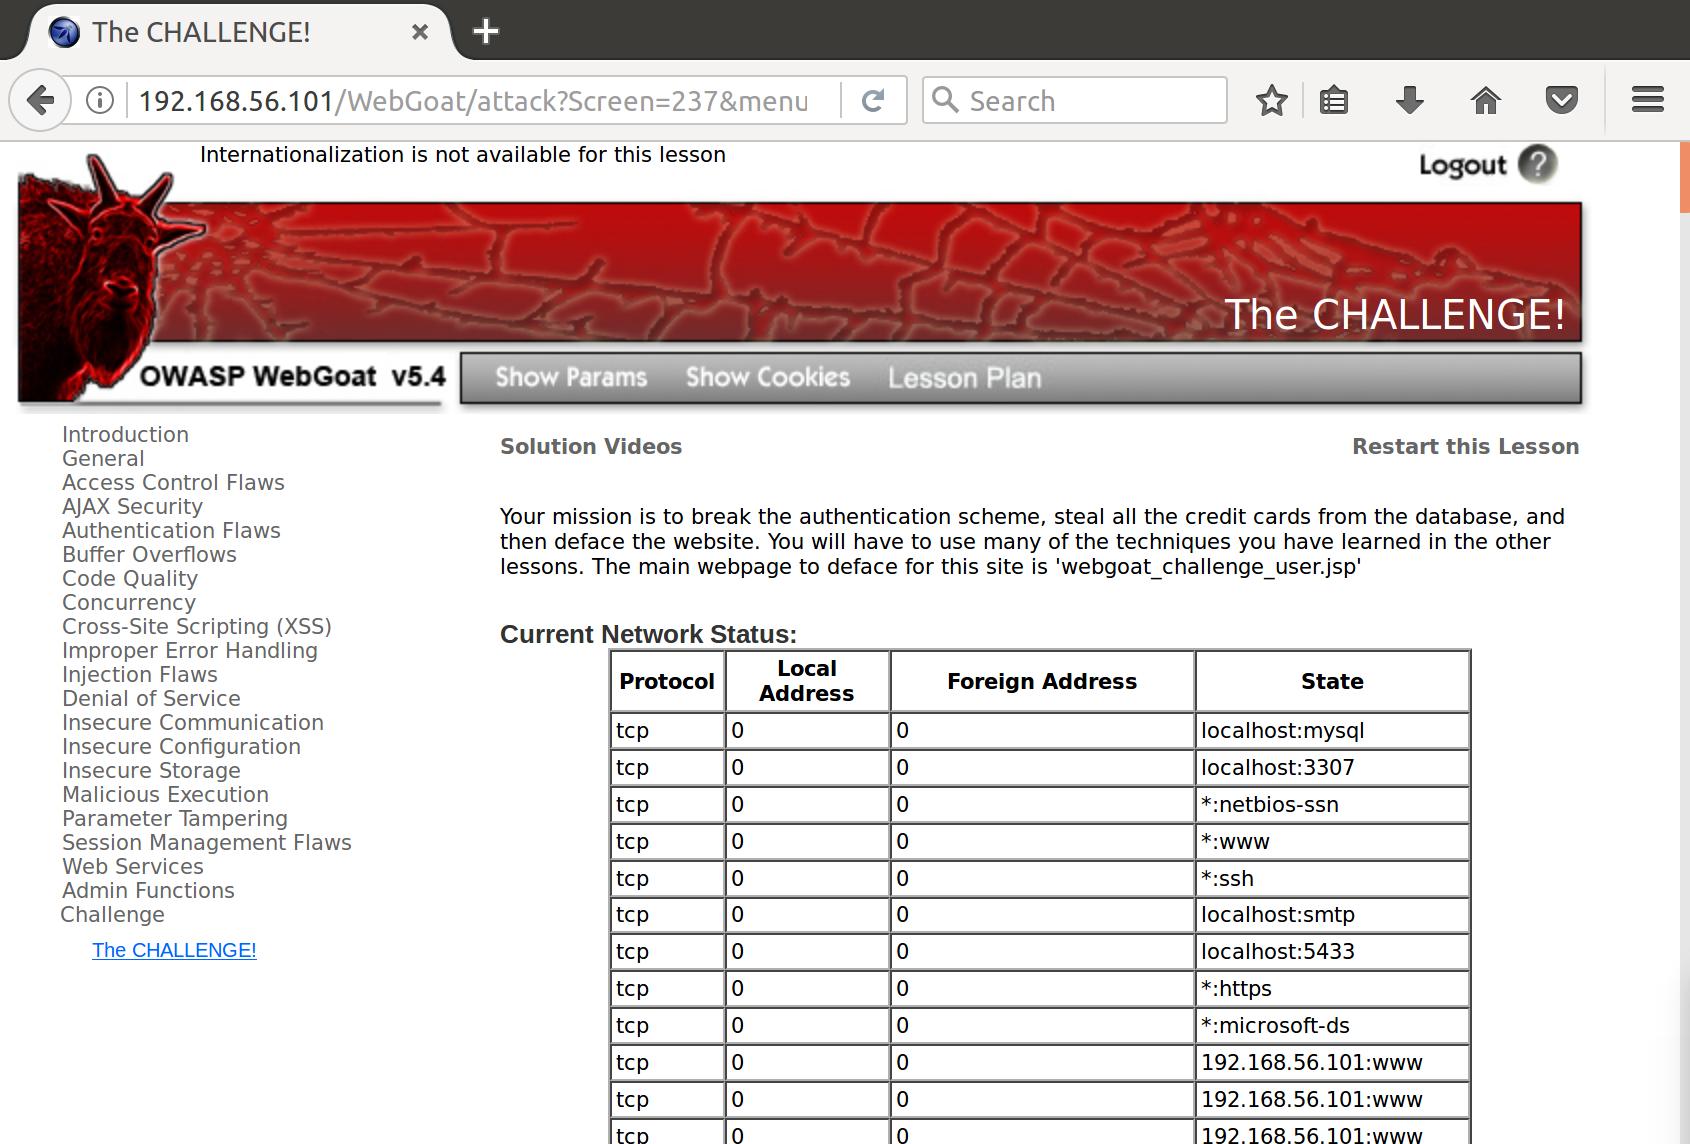 The CHALLENGE!
192.168.56.101/WebGoat/attack?Screen=237&menu
Search
Internationalization is not available for this lesson
Logout ?
The CHALLENGE!
OWASP WebGoat v5.4
Show Params Show Cookies Lesson Plan
Introduction
General
Access Control Flaws
AJAX Security
Authentication Flaws
Buffer Overflows
Code Quality
Concurrency
Cross-Site Scripting (XSS)
Improper Error Handling
Injection Flaws
Denial of Service
Insecure Communication
Insecure Configuration
Insecure Storage
Malicious Execution
Parameter Tampering
Session Management Flaws
Web Services
Admin Functions
Challenge
The CHALLENGE!
Solution Videos Restart this Lesson
Your mission is to break the authentication scheme, steal all the credit cards from the database, and
then deface the website. You will have to use many of the techniques you have learned in the other
lessons. The main webpage to deface for this site is 'webgoat_challenge_user.jsp'
Current Network Status:
Protocol Local Address Foreign Address State
tcp 0 0 localhost:mysql
tcp 0 0 localhost:3307
tcp 0 0 *:netbios-ssn
tcp 0 0 *:www
tcp 0 0 *:ssh
tcp 0 0 localhost:smtp
tcp 0 0 localhost:5433
tcp 0 0 *:https
tcp 0 0 *:microsoft-ds
tcp 0 0 192.168.56.101:www
tcp 0 0 192.168.56.101:www
tcp 0 0 192.168.56.101:www